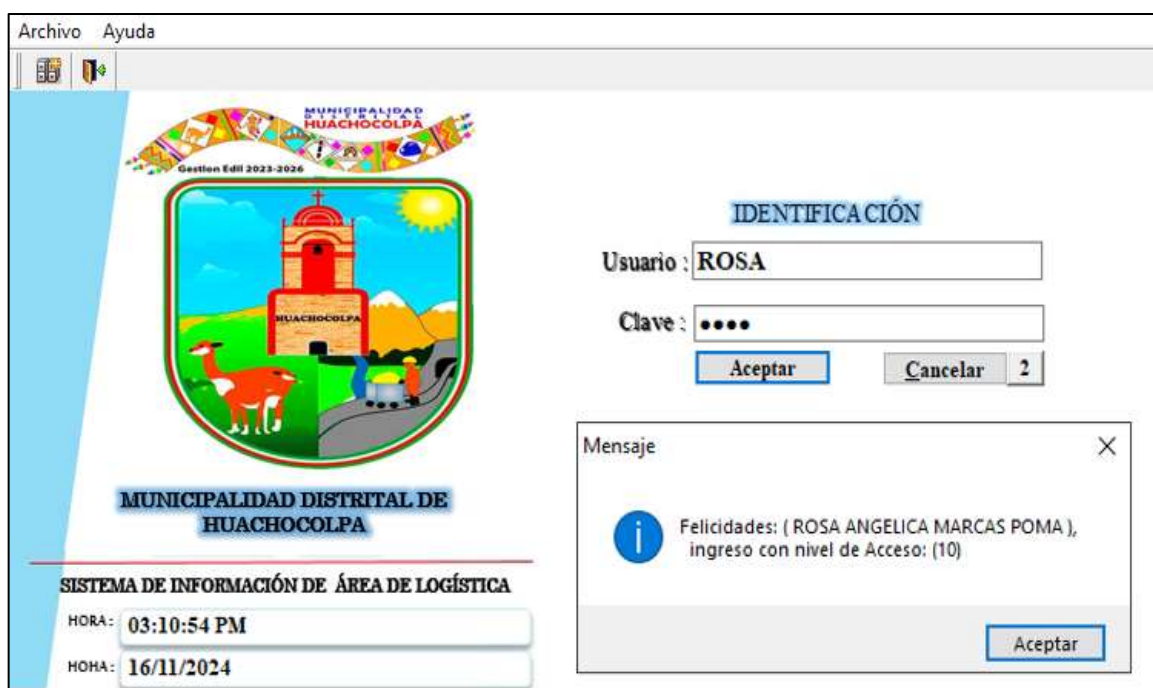 Archivo Ayuda
MUNICIPALIDAD
DISTRITAL
HUACHOCOLPA
Gestion Edil 2023-2026
HUACHOCOLPA
MUNICIPALIDAD DISTRITAL DE
HUACHOCOLPA
SISTEMA DE INFORMACIÓN DE ÁREA DE LOGÍSTICA
HORA: 03:10:54 PM
HOHA: 16/11/2024
IDENTIFICACIÓN
Usuario : ROSA
Clave : ●●●●
Aceptar Cancelar 2
Mensaje
Felicidades: ( ROSA ANGELICA MARCAS POMA ),
ingreso con nivel de Acceso: (10)
Aceptar